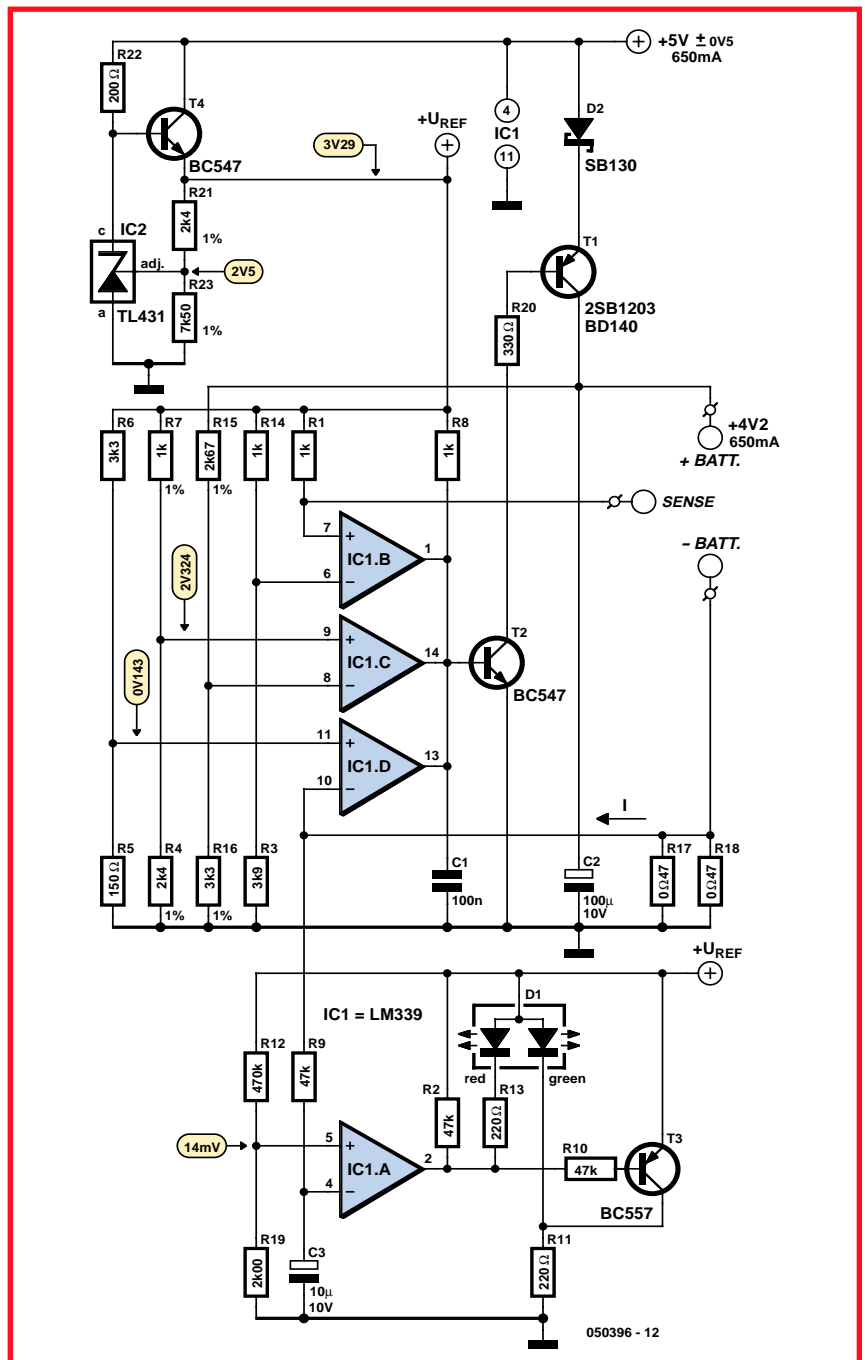 +5V ± 0V5
650mA
R22
200Ω
T4
BC547
4
IC1
11
D2
SB130
+UREF
3V29
R21
2k4
1%
c
IC2
adj.
2V5
R23
7k50
1%
a
TL431
T1
2SB1203
BD140
R20
330Ω
R6
3k3
R7
1k
1%
R15
2k67
1%
R14
1k
R1
1k
R8
1k
+4V2
650mA
+ BATT.
SENSE
– BATT.
7
+
IC1.B
1
6
–
2V324
9
+
IC1.C
14
8
–
T2
BC547
0V143
11
+
IC1.D
13
10
–
I
R5
150Ω
R4
2k4
1%
R16
3k3
1%
R3
3k9
C1
100n
C2
100µ
10V
R17
0Ω47
R18
0Ω47
+UREF
IC1 = LM339
D1
red
green
R12
470k
R9
47k
R2
47k
R13
220Ω
14mV
5
+
IC1.A
2
4
–
R10
47k
T3
BC557
R19
2k00
C3
10µ
10V
R11
220Ω
050396 - 12